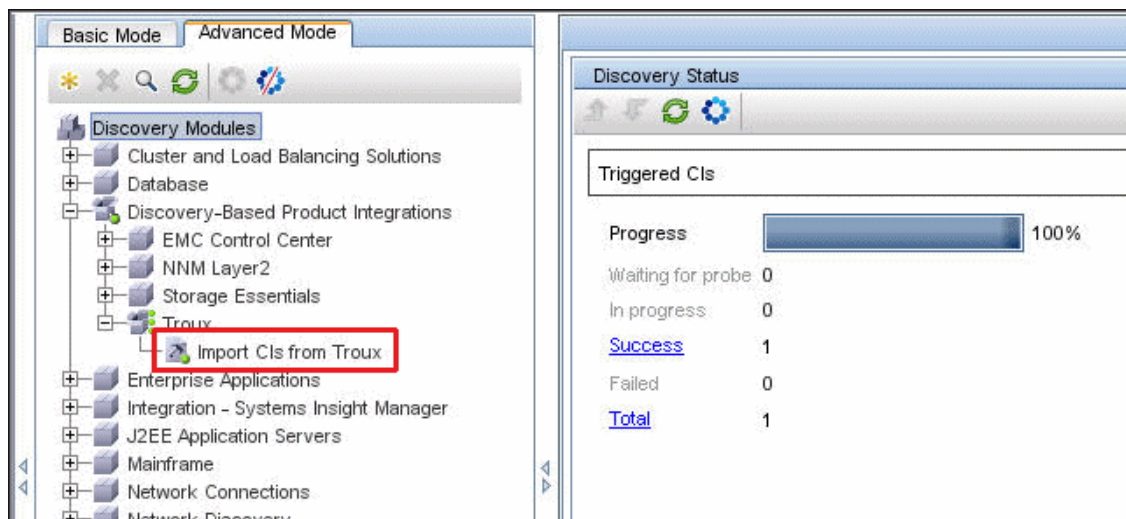 Basic Mode
Advanced Mode
Discovery Modules
Cluster and Load Balancing Solutions
Database
Discovery-Based Product Integrations
EMC Control Center
NNM Layer2
Storage Essentials
Troux
Import CIs from Troux
Enterprise Applications
Integration - Systems Insight Manager
J2EE Application Servers
Mainframe
Network Connections
Network Discovery
Discovery Status
Triggered CIs
Progress 100%
Waiting for probe 0
In progress 0
Success 1
Failed 0
Total 1